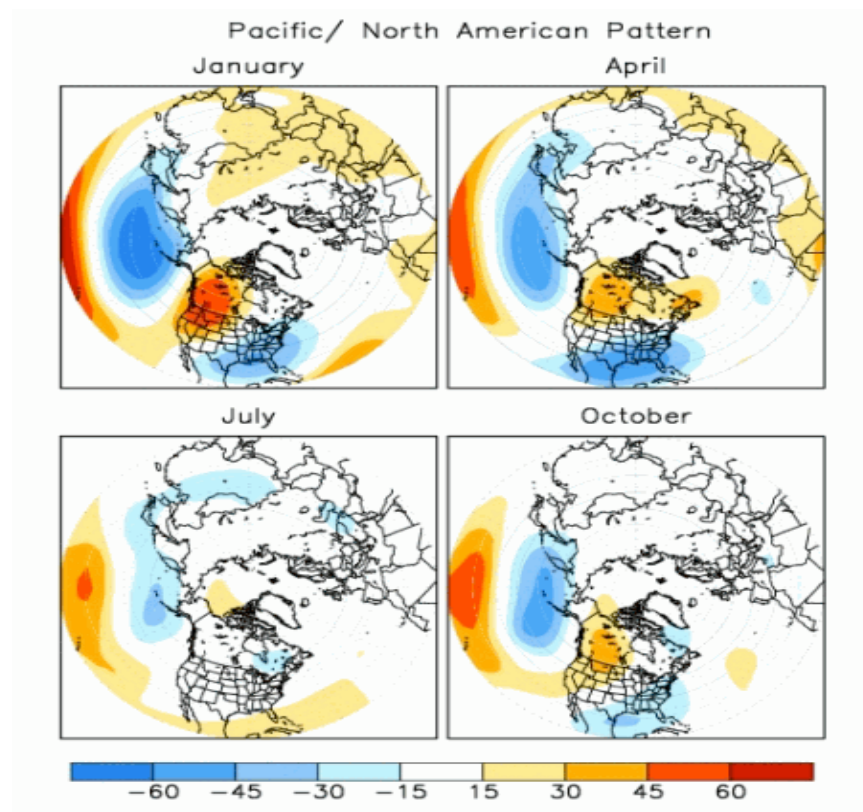 Pacific/ North American Pattern
January
April
July
October
−60 −45 −30 −15 15 30 45 60